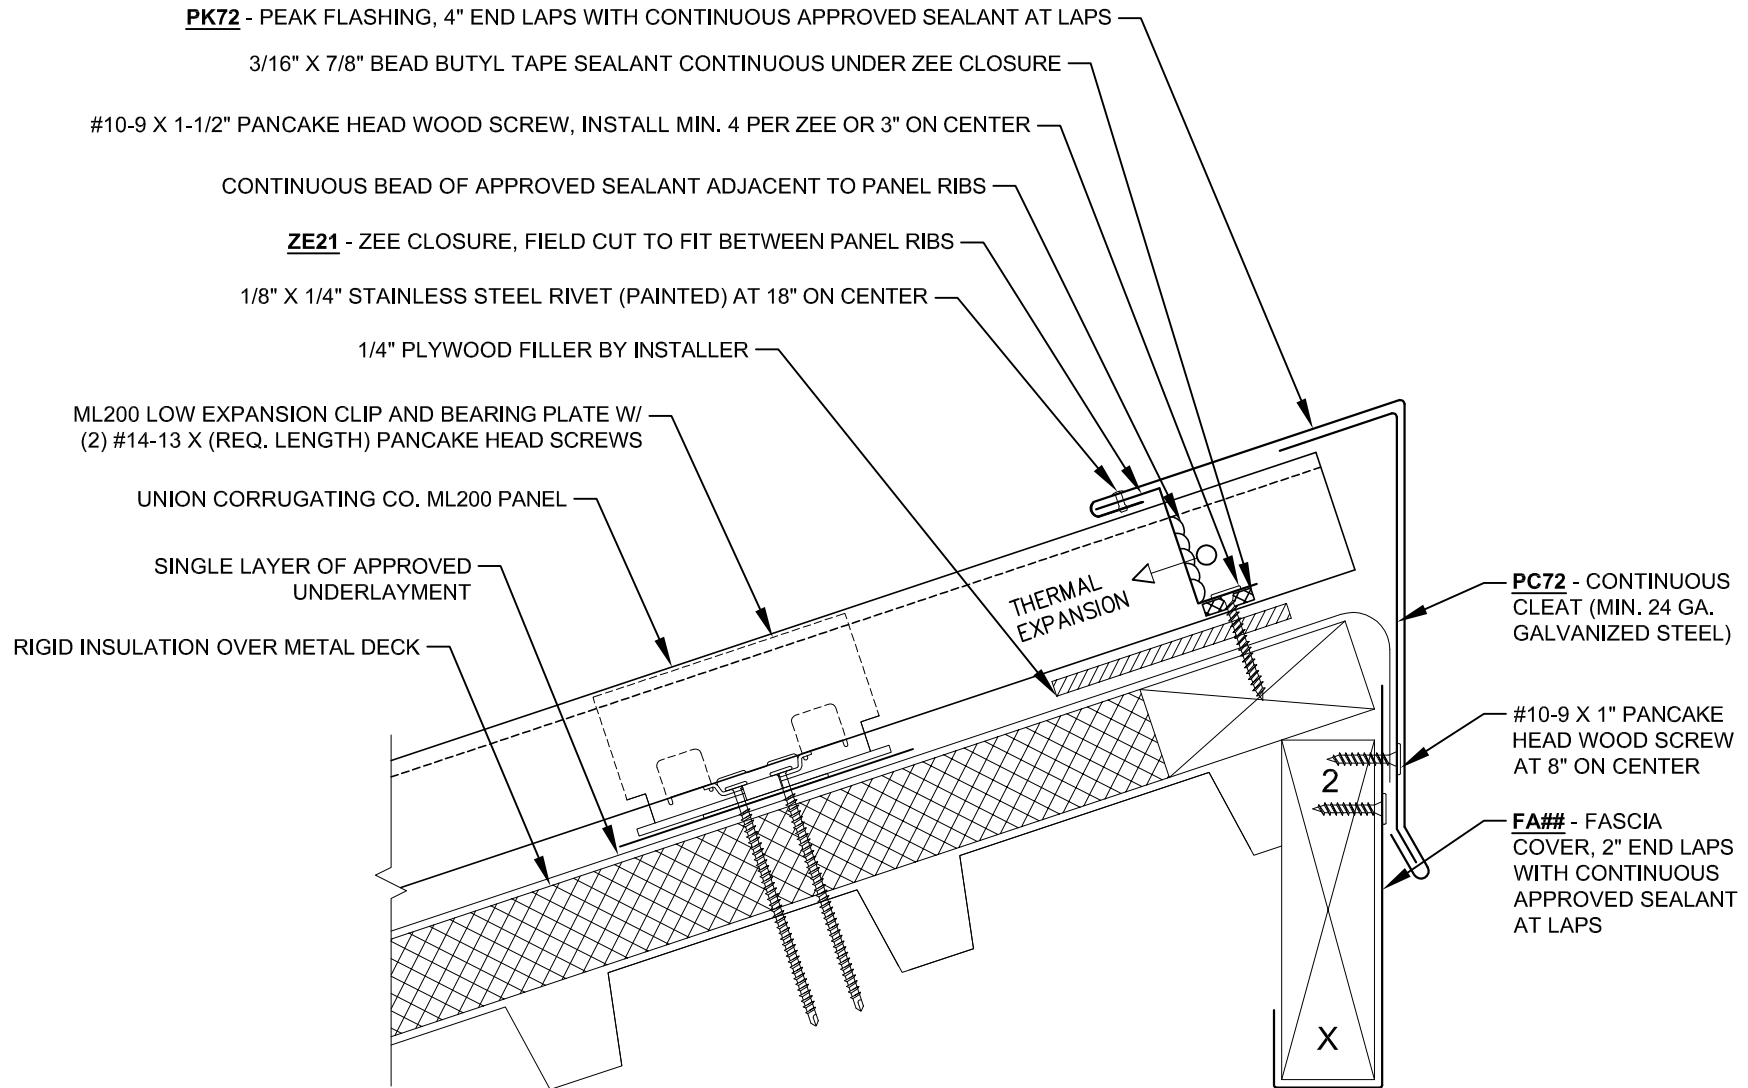 PK72 - PEAK FLASHING, 4" END LAPS WITH CONTINUOUS APPROVED SEALANT AT LAPS
3/16" X 7/8" BEAD BUTYL TAPE SEALANT CONTINUOUS UNDER ZEE CLOSURE
#10-9 X 1-1/2" PANCAKE HEAD WOOD SCREW, INSTALL MIN. 4 PER ZEE OR 3" ON CENTER
CONTINUOUS BEAD OF APPROVED SEALANT ADJACENT TO PANEL RIBS
ZE21 - ZEE CLOSURE, FIELD CUT TO FIT BETWEEN PANEL RIBS
1/8" X 1/4" STAINLESS STEEL RIVET (PAINTED) AT 18" ON CENTER
1/4" PLYWOOD FILLER BY INSTALLER
ML200 LOW EXPANSION CLIP AND BEARING PLATE W/
(2) #14-13 X (REQ. LENGTH) PANCAKE HEAD SCREWS
UNION CORRUGATING CO. ML200 PANEL
SINGLE LAYER OF APPROVED
UNDERLAYMENT
RIGID INSULATION OVER METAL DECK
THERMAL
EXPANSION
PC72 - CONTINUOUS
CLEAT (MIN. 24 GA.
GALVANIZED STEEL)
#10-9 X 1" PANCAKE
HEAD WOOD SCREW
AT 8" ON CENTER
FA## - FASCIA
COVER, 2" END LAPS
WITH CONTINUOUS
APPROVED SEALANT
AT LAPS
2
X